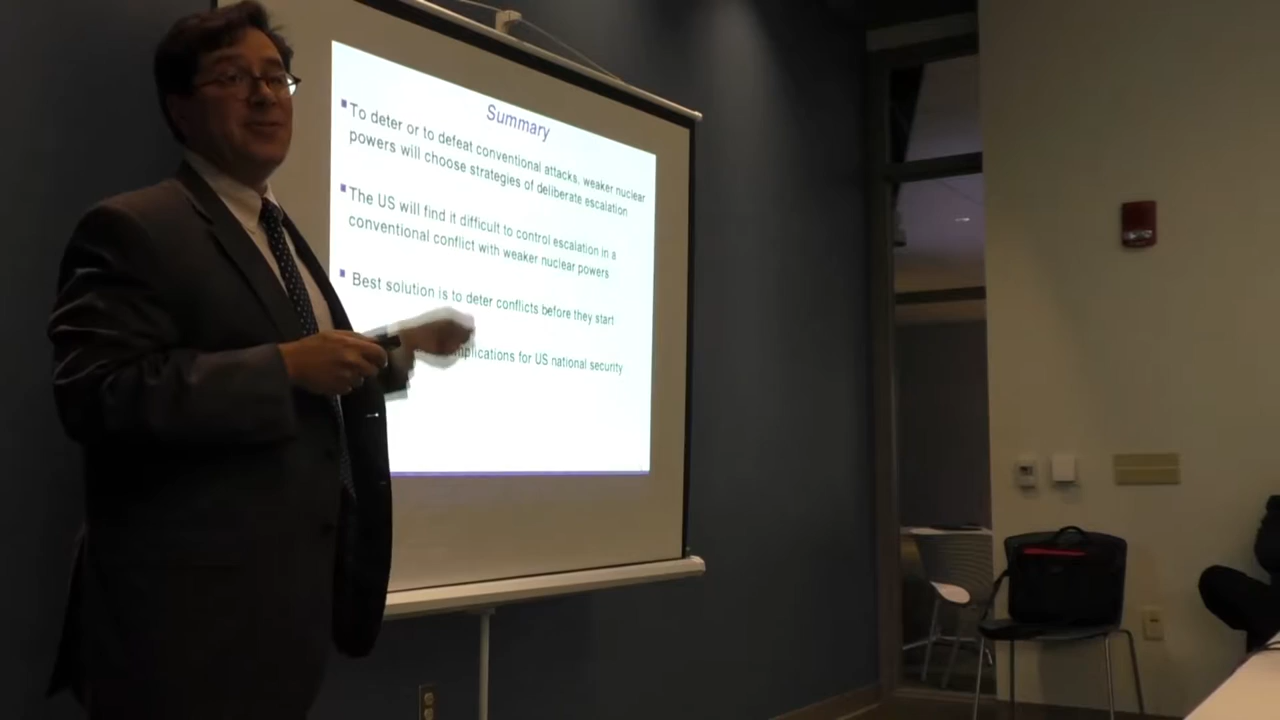 Summary
To deter or to defeat conventional attacks, weaker nuclear
powers will choose strategies of deliberate escalation
The US will find it difficult to control escalation in a
conventional conflict with weaker nuclear powers
Best solution is to deter conflicts before they start
implications for US national security